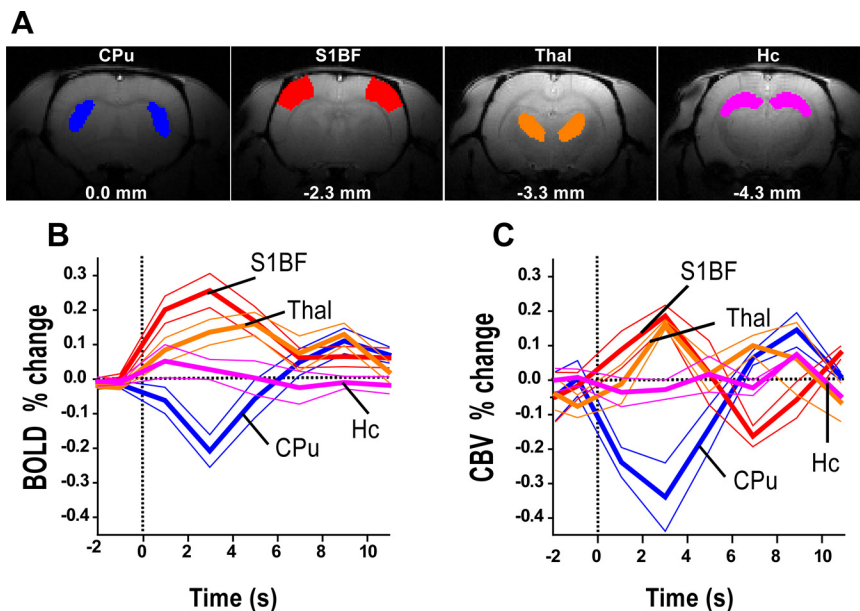 A
CPu
S1BF
Thal
Hc
0.0 mm
-2.3 mm
-3.3 mm
-4.3 mm
B
C
0.3
0.2
0.1
0.0
-0.1
-0.2
-0.3
-0.4
BOLD % change
S1BF
Thal
Hc
CPu
-2 0 2 4 6 8 10
Time (s)
0.3
0.2
0.1
0.0
-0.1
-0.2
-0.3
-0.4
-0.5
CBV % change
S1BF
Thal
Hc
CPu
-2 0 2 4 6 8 10
Time (s)